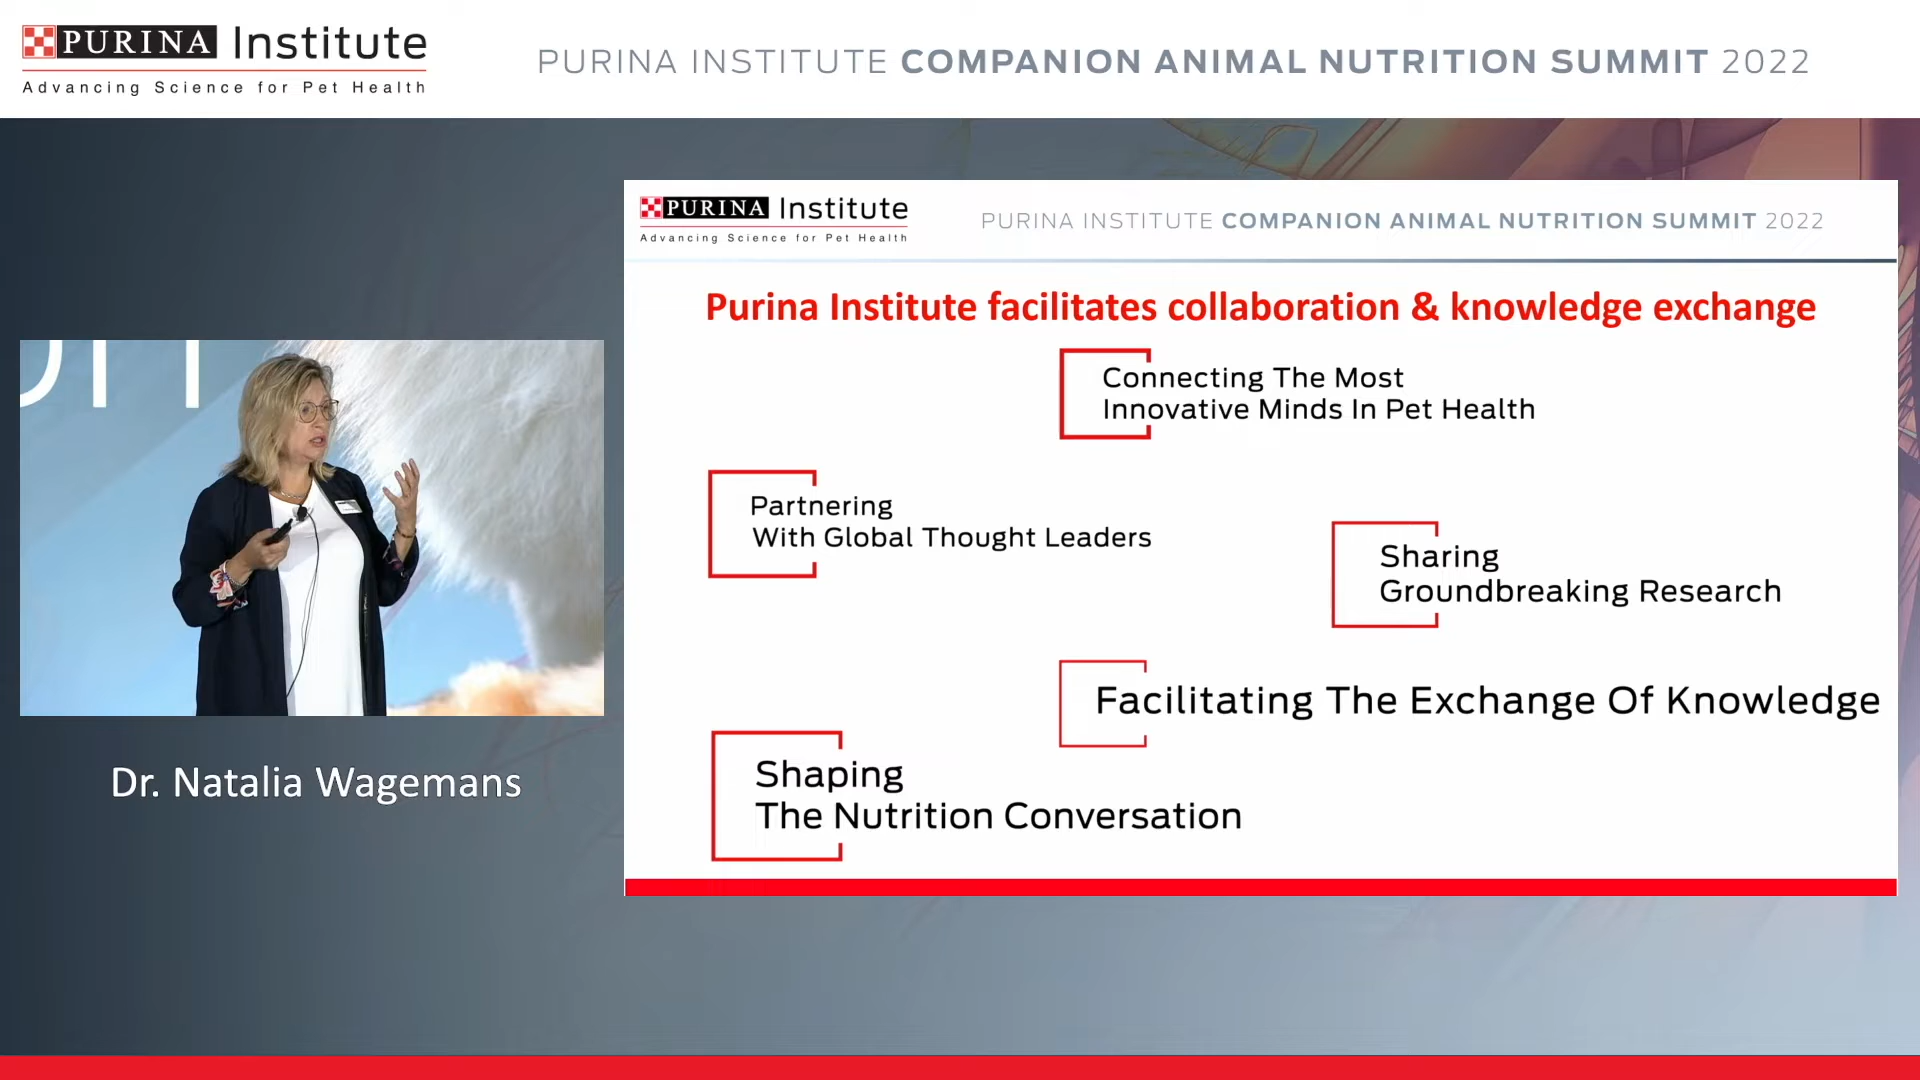 PURINA Institute
Advancing Science for Pet Health
PURINA INSTITUTE COMPANION ANIMAL NUTRITION SUMMIT 2022
PURINA Institute
Advancing Science for Pet Health
PURINA INSTITUTE COMPANION ANIMAL NUTRITION SUMMIT 2022
Purina Institute facilitates collaboration & knowledge exchange
Connecting The Most
Innovative Minds In Pet Health
Partnering
With Global Thought Leaders
Sharing
Groundbreaking Research
Facilitating The Exchange Of Knowledge
Shaping
The Nutrition Conversation
Dr. Natalia Wagemans